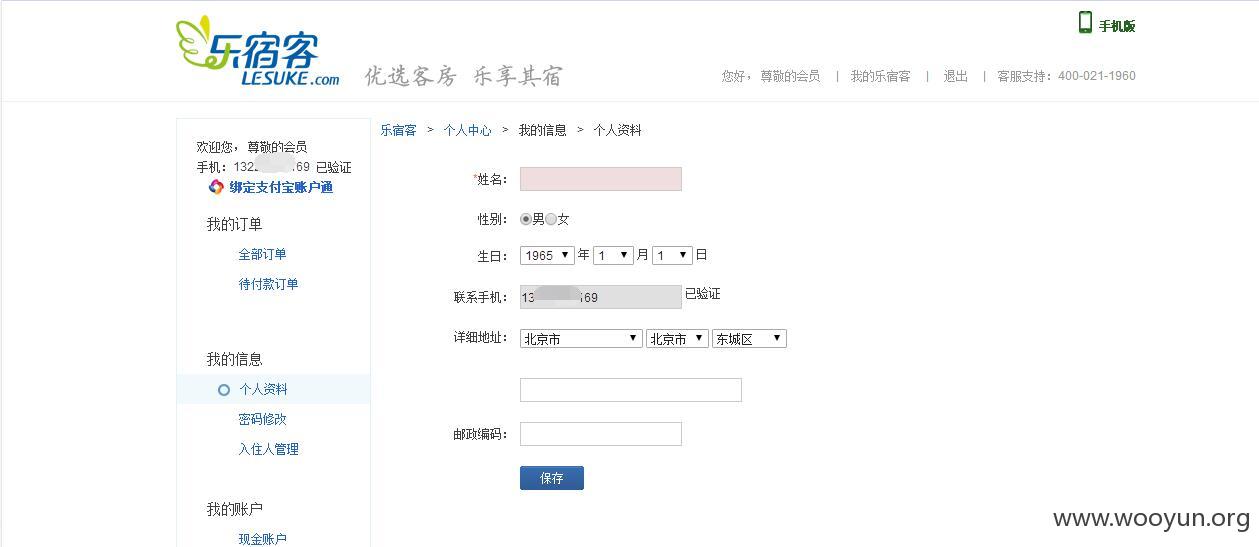 手机版
乐宿客
LESUKE.com
优选客房 乐享其宿
您好，尊敬的会员 | 我的乐宿客 | 退出 | 客服支持：400-021-1960
乐宿客 > 个人中心 > 我的信息 > 个人资料
欢迎您，尊敬的会员
手机：132 69 已验证
绑定支付宝账户通
我的订单
全部订单
待付款订单
我的信息
个人资料
密码修改
入住人管理
我的账户
现金账户
*姓名：
性别： 男 女
生日： 1965 年 1 月 1 日
联系手机： 13 169 已验证
详细地址： 北京市 北京市 东城区
邮政编码：
保存
www.wooyun.org